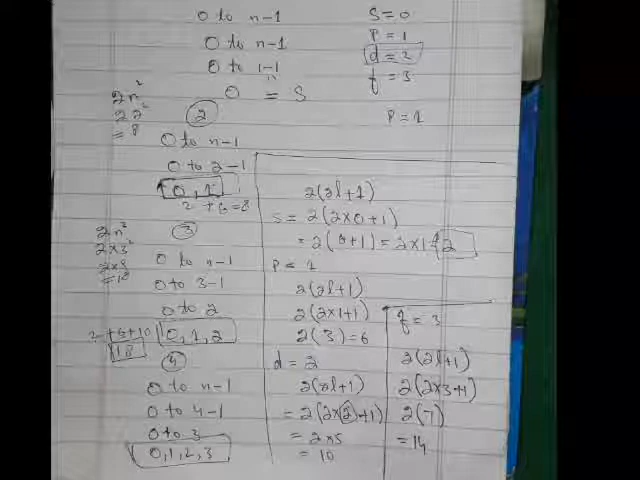 0 to n-1
0 to n-1
0 to 1-1
0 = s
S=0
P=1
d=2
f=3
P=1
2n²
2 2²
=8
②
0 to n-1
0 to 2-1
0,1
2+6=8
2n²
2×3²
③
0 to n-1
0 to 3-1
0 to 2
0,1,2
2+6+10
18
④
0 to n-1
0 to 4-1
0 to 3
0,1,2,3
2(2l+1)
S = 2(2×0+1)
= 2(0+1) = 2×1=2
P = 1
2(2l+1)
2(2×1+1)
2(3)=6
d = 2
2(2l+1)
= 2(2×2+1)
= 2×5
= 10
f = 3
2(2l+1)
2(2×3+1)
2(7)
=14